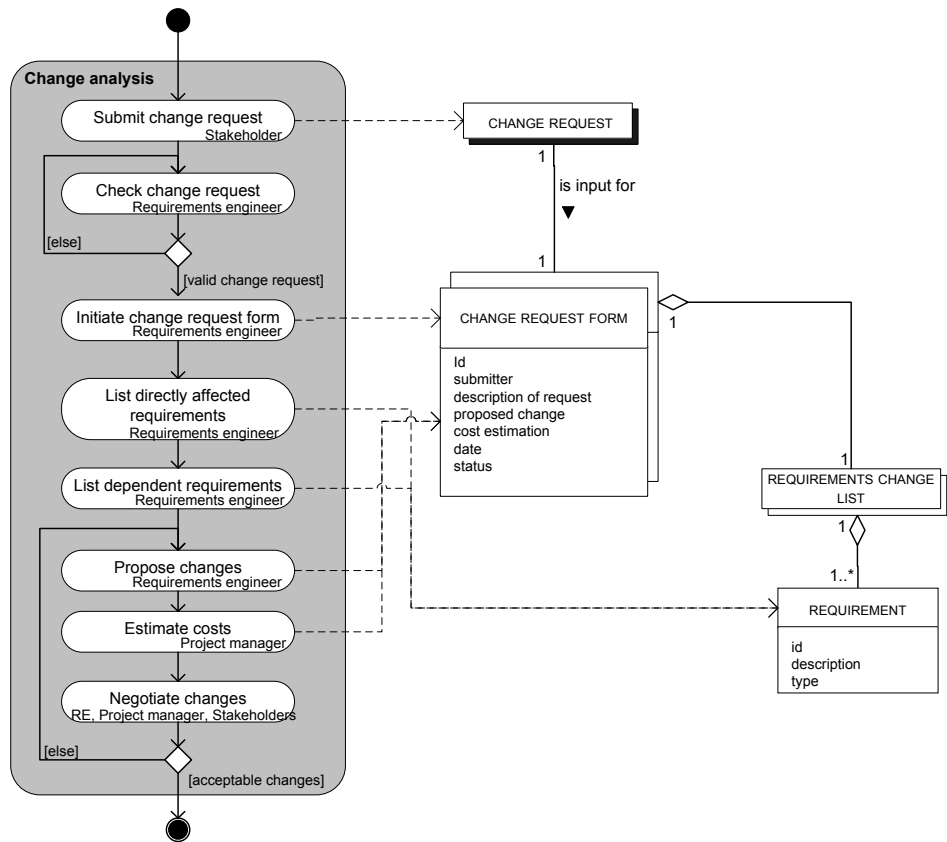 Change analysis
Submit change request
Stakeholder
Check change request
Requirements engineer
[else]
[valid change request]
Initiate change request form
Requirements engineer
List directly affected
requirements
Requirements engineer
List dependent requirements
Requirements engineer
Propose changes
Requirements engineer
Estimate costs
Project manager
Negotiate changes
RE, Project manager, Stakeholders
[else]
[acceptable changes]
CHANGE REQUEST
1
is input for
1
CHANGE REQUEST FORM
Id
submitter
description of request
proposed change
cost estimation
date
status
1
1
REQUIREMENTS CHANGE
LIST
1
1..*
REQUIREMENT
id
description
type